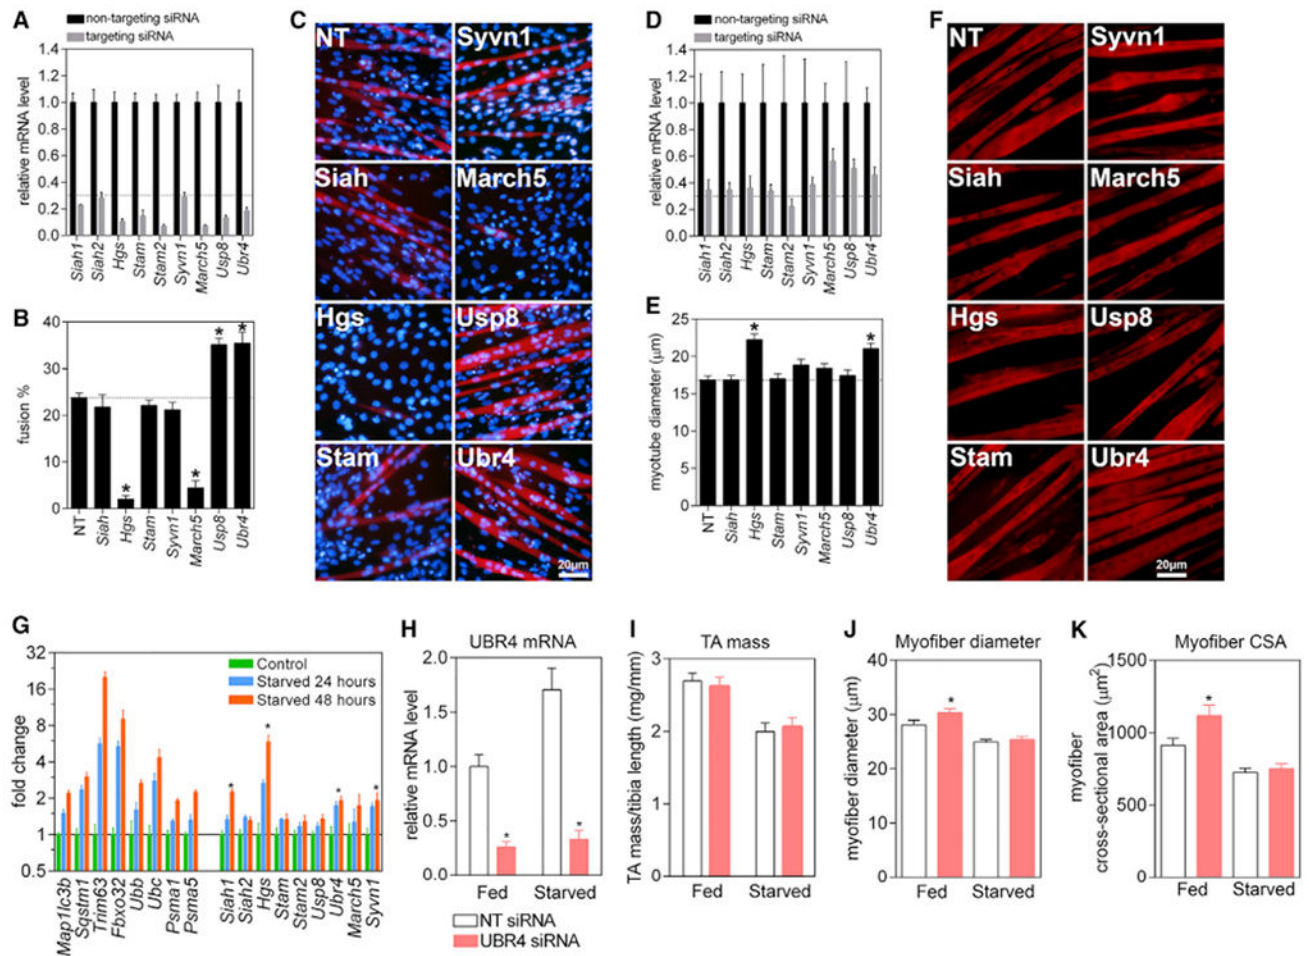 A
non-targeting siRNA
targeting siRNA
relative mRNA level
1.4
1.2
1.0
0.8
0.6
0.4
0.2
0.0
Siah1
Siah2
Hgs
Stam
Stam2
Syvn1
March5
Usp8
Ubr4
B
fusion %
40
30
20
10
0
* * * *
NT
Siah
Hgs
Stam
Syvn1
March5
Usp8
Ubr4
C
NT
Syvn1
Siah
March5
Hgs
Usp8
Stam
Ubr4
20μm
D
non-targeting siRNA
targeting siRNA
relative mRNA level
1.4
1.2
1.0
0.8
0.6
0.4
0.2
0.0
Siah1
Siah2
Hgs
Stam
Stam2
Syvn1
March5
Usp8
Ubr4
E
myotube diameter (μm)
25
20
15
10
5
0
* *
NT
Siah
Hgs
Stam
Syvn1
March5
Usp8
Ubr4
F
NT
Syvn1
Siah
March5
Hgs
Usp8
Stam
Ubr4
20μm
G
Control
Starved 24 hours
Starved 48 hours
fold change
32
16
8
4
2
1
0.5
* * * *
Map1lc3b
Sqstm1
Trim63
Fbxo32
Ubb
Ubc
Psma1
Psma5
Siah1
Siah2
Hgs
Stam
Stam2
Usp8
Ubr4
March5
Syvn1
H
UBR4 mRNA
relative mRNA level
2.0
1.5
1.0
0.5
0.0
* *
Fed Starved
NT siRNA
UBR4 siRNA
I
TA mass
TA mass/tibia length (mg/mm)
3
2
1
0
Fed Starved
J
Myofiber diameter
myofiber diameter (μm)
40
30
20
10
0
*
Fed Starved
K
Myofiber CSA
myofiber
cross-sectional area (μm²)
1500
1000
500
0
*
Fed Starved